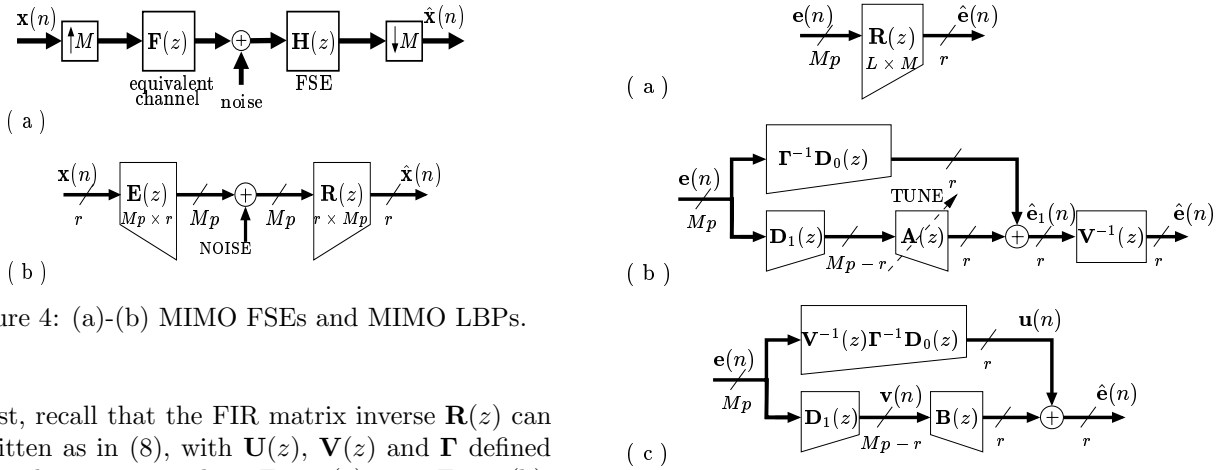 x(n)
x̂(n)
↑M
F(z)
+
H(z)
↓M
equivalent
channel
noise
FSE
( a )
x(n)
r
E(z)
Mp × r
Mp
+
Mp
R(z)
r × Mp
r
x̂(n)
NOISE
( b )
ure 4: (a)-(b) MIMO FSEs and MIMO LBPs.
st, recall that the FIR matrix inverse R(z) can
itten as in (8), with U(z), V(z) and Γ defined
e(n)
Mp
R(z)
L × M
ê(n)
r
( a )
Γ⁻¹D₀(z)
r
e(n)
Mp
TUNE
D₁(z)
Mp − r
A(z)
r
+
ê₁(n)
r
V⁻¹(z)
ê(n)
r
( b )
V⁻¹(z)Γ⁻¹D₀(z)
r
u(n)
e(n)
Mp
D₁(z)
v(n)
Mp − r
B(z)
r
+
ê(n)
r
( c )